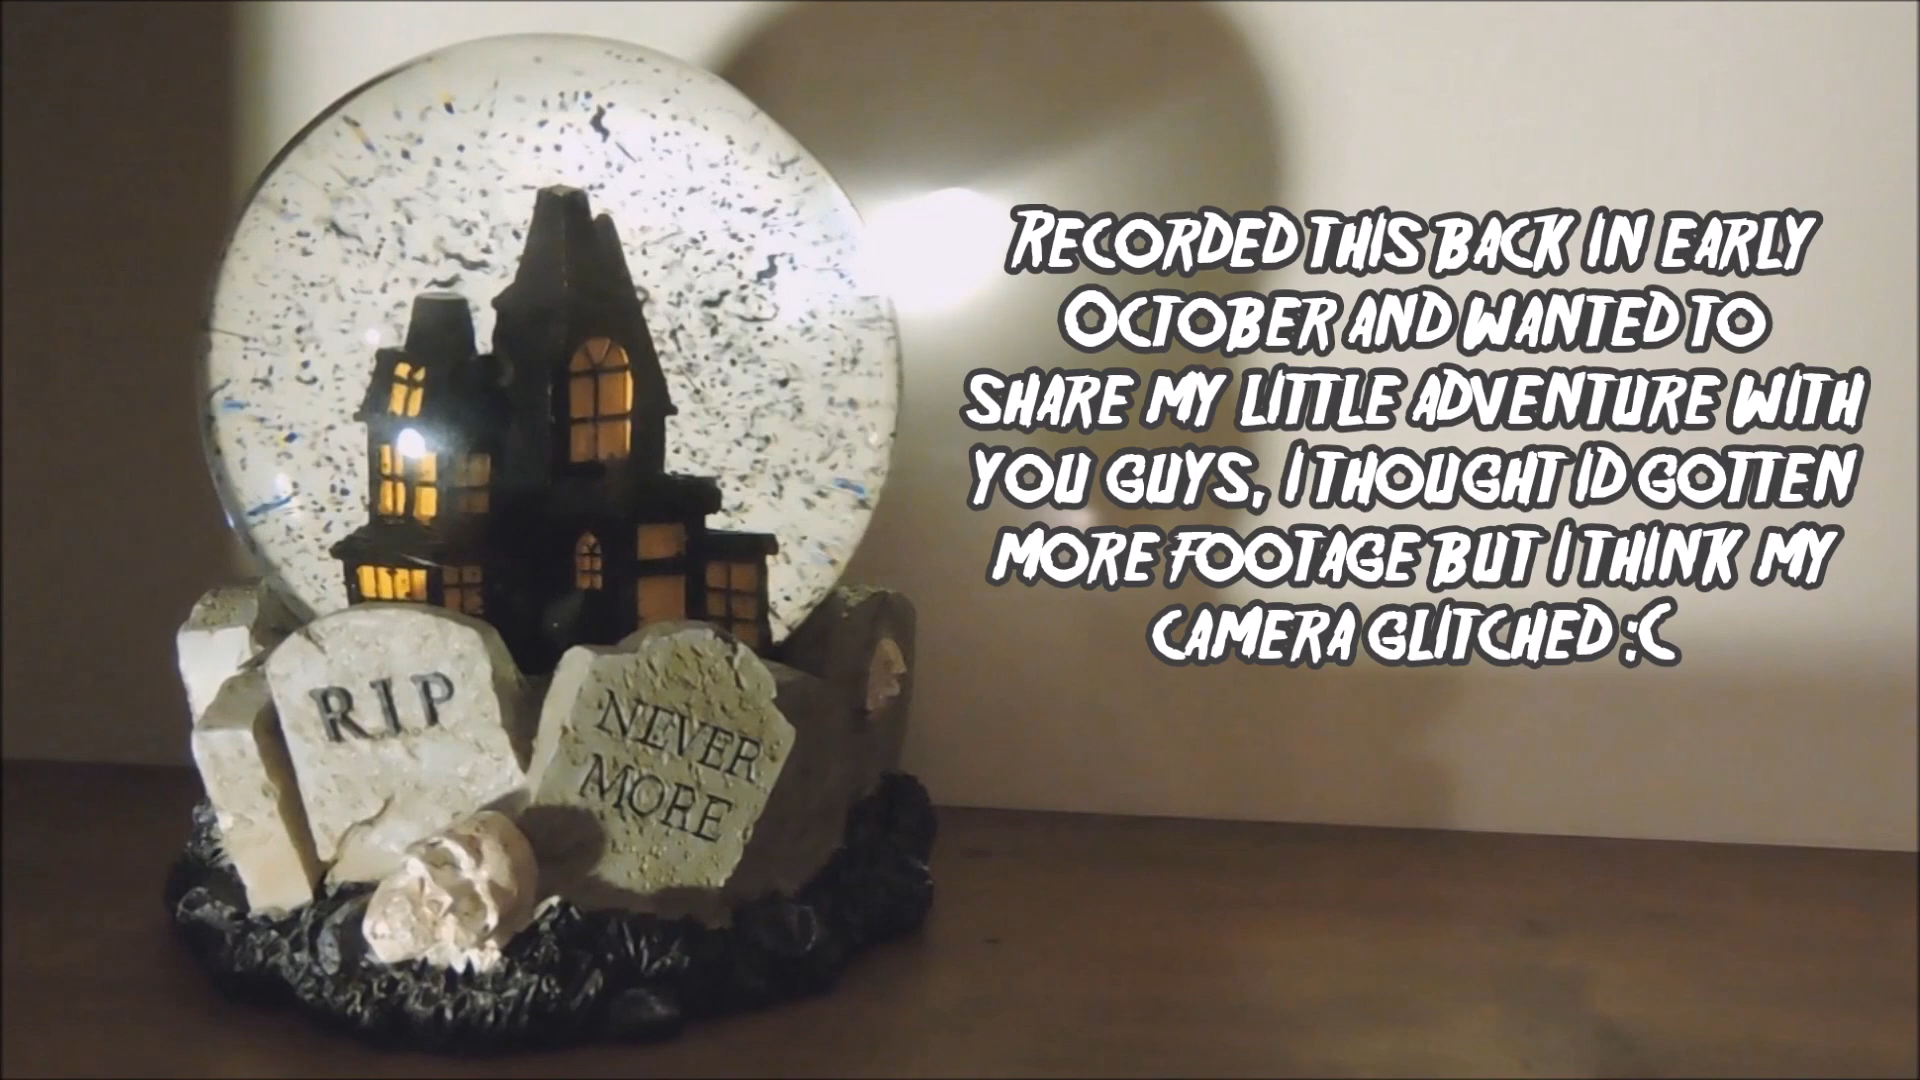 RECORDED THIS BACK IN EARLY
OCTOBER AND WANTED TO
SHARE MY LITTLE ADVENTURE WITH
YOU GUYS, I THOUGHT ID GOTTEN
MORE FOOTAGE BUT I THINK MY
CAMERA GLITCHED :C
RIP
NEVER
MORE